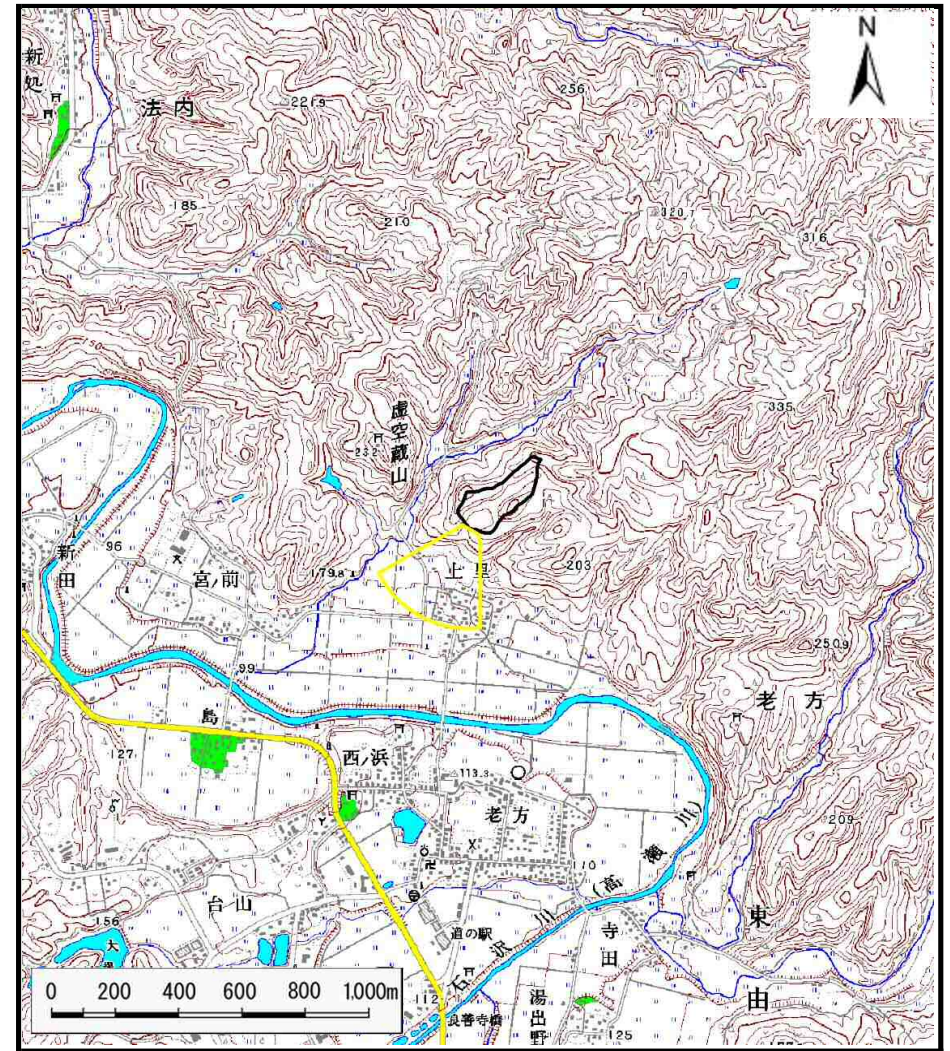 N
新処
法内
256
221.9
185
210
320.7
316
虚空蔵山
232
335
新田
96
宮ノ前
179.8
上里
203
250.9
99
老方
島
127
西ノ浜
113.3
老方
209
110
石沢川(高瀬川)
台山
156
道の駅
寺田
東
由
大
0 200 400 600 800 1,000m
112
良善寺橋
湯出野
125